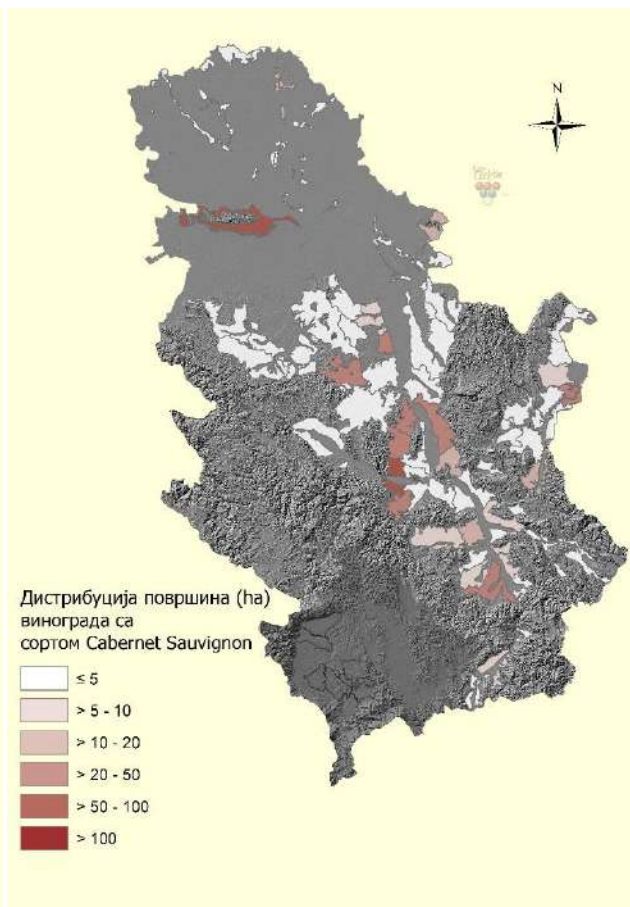 N
Дистрибуција површина (ha)
винограда са
сортом Cabernet Sauvignon
≤ 5
> 5 - 10
> 10 - 20
> 20 - 50
> 50 - 100
> 100